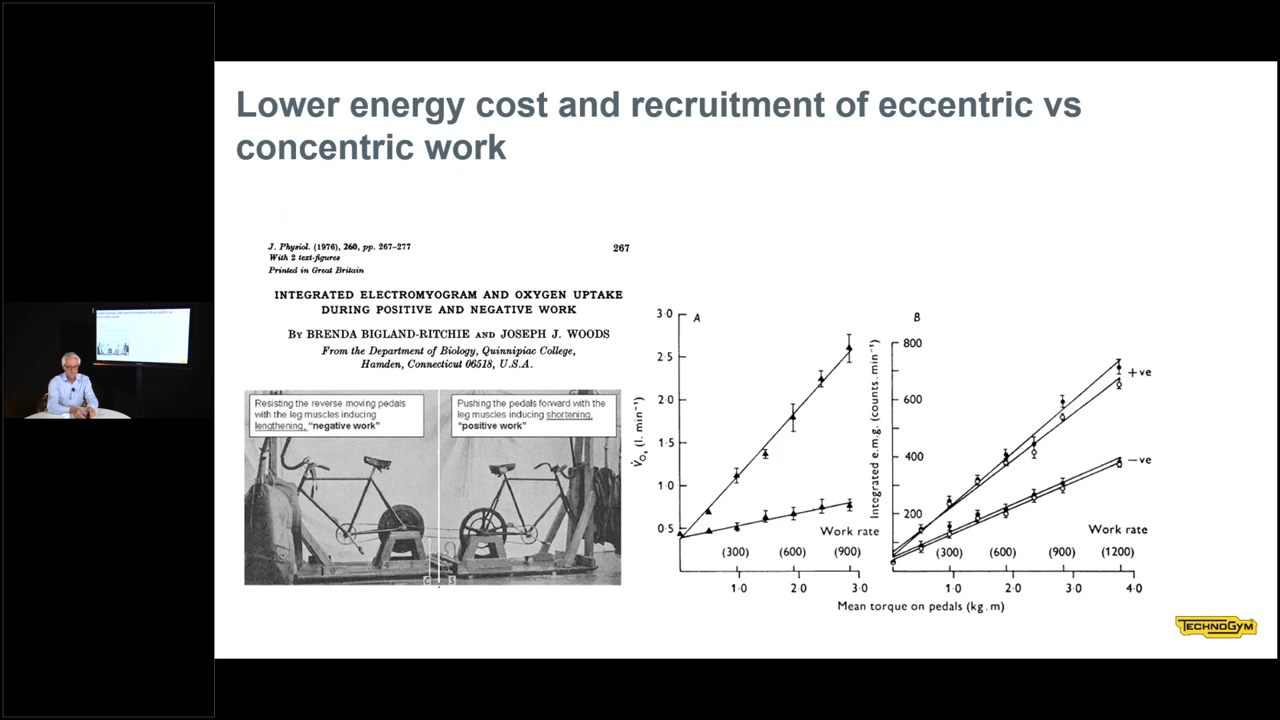 Lower energy cost and recruitment of eccentric vs
concentric work
J. Physiol. (1976), 260, pp. 267–277
267
With 2 text-figures
Printed in Great Britain
INTEGRATED ELECTROMYOGRAM AND OXYGEN UPTAKE
DURING POSITIVE AND NEGATIVE WORK
By BRENDA BIGLAND-RITCHIE AND JOSEPH J. WOODS
From the Department of Biology, Quinnipiac College,
Hamden, Connecticut 06518, U.S.A.
Resisting the reverse moving pedals
with the leg muscles inducing
lengthening, "negative work"
Pushing the pedals forward with the
leg muscles inducing shortening,
"positive work"
C S
A
3·0
2·5
2·0
1·5
1·0
0·5
V̇O₂ (l. min⁻¹)
Work rate
(300) (600) (900)
1·0 2·0 3·0
B
800
600
400
200
Integrated e.m.g. (counts. min⁻¹)
+ve
−ve
Work rate
(300) (600) (900) (1200)
1·0 2·0 3·0 4·0
Mean torque on pedals (kg.m)
TECHNOGYM